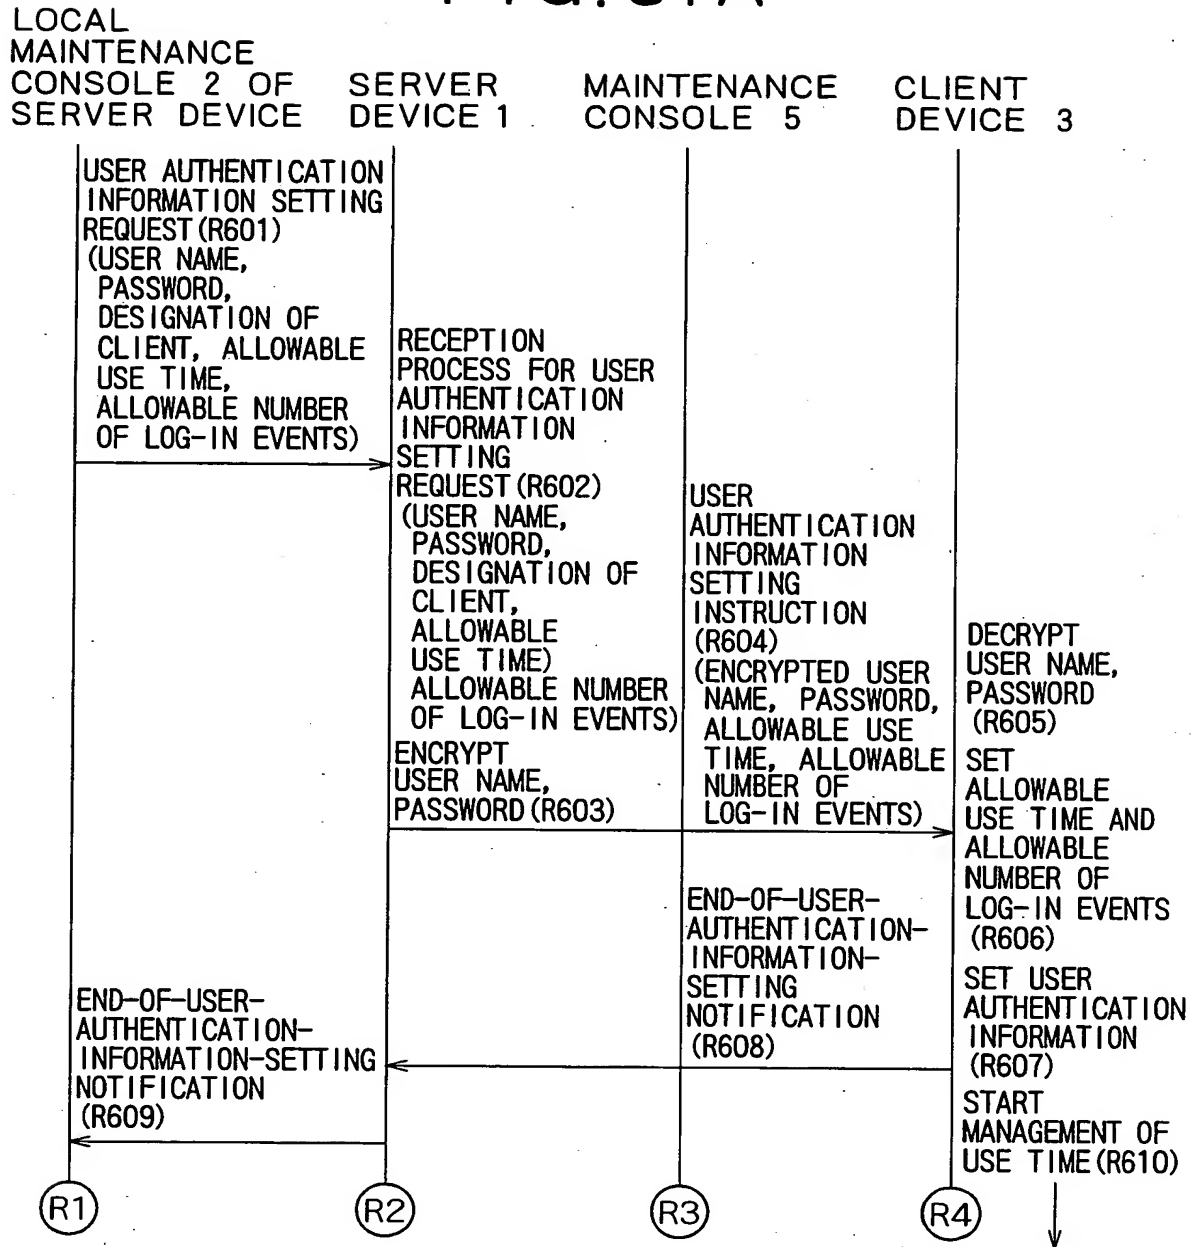 LOCAL
MAINTENANCE
CONSOLE 2 OF
SERVER DEVICE
SERVER
DEVICE 1
MAINTENANCE
CONSOLE 5
CLIENT
DEVICE 3
USER AUTHENTICATION
INFORMATION SETTING
REQUEST(R601)
(USER NAME,
PASSWORD,
DESIGNATION OF
CLIENT, ALLOWABLE
USE TIME,
ALLOWABLE NUMBER
OF LOG-IN EVENTS)
RECEPTION
PROCESS FOR USER
AUTHENTICATION
INFORMATION
SETTING
REQUEST(R602)
(USER NAME,
PASSWORD,
DESIGNATION OF
CLIENT,
ALLOWABLE
USE TIME)
ALLOWABLE NUMBER
OF LOG-IN EVENTS)
ENCRYPT
USER NAME,
PASSWORD(R603)
USER
AUTHENTICATION
INFORMATION
SETTING
INSTRUCTION
(R604)
(ENCRYPTED USER
NAME, PASSWORD,
ALLOWABLE USE
TIME, ALLOWABLE
NUMBER OF
LOG-IN EVENTS)
DECRYPT
USER NAME,
PASSWORD
(R605)
SET
ALLOWABLE
USE TIME AND
ALLOWABLE
NUMBER OF
LOG-IN EVENTS
(R606)
SET USER
AUTHENTICATION
INFORMATION
(R607)
END-OF-USER-
AUTHENTICATION-
INFORMATION-
SETTING
NOTIFICATION
(R608)
END-OF-USER-
AUTHENTICATION-
INFORMATION-SETTING
NOTIFICATION
(R609)
START
MANAGEMENT OF
USE TIME(R610)
R1
R2
R3
R4